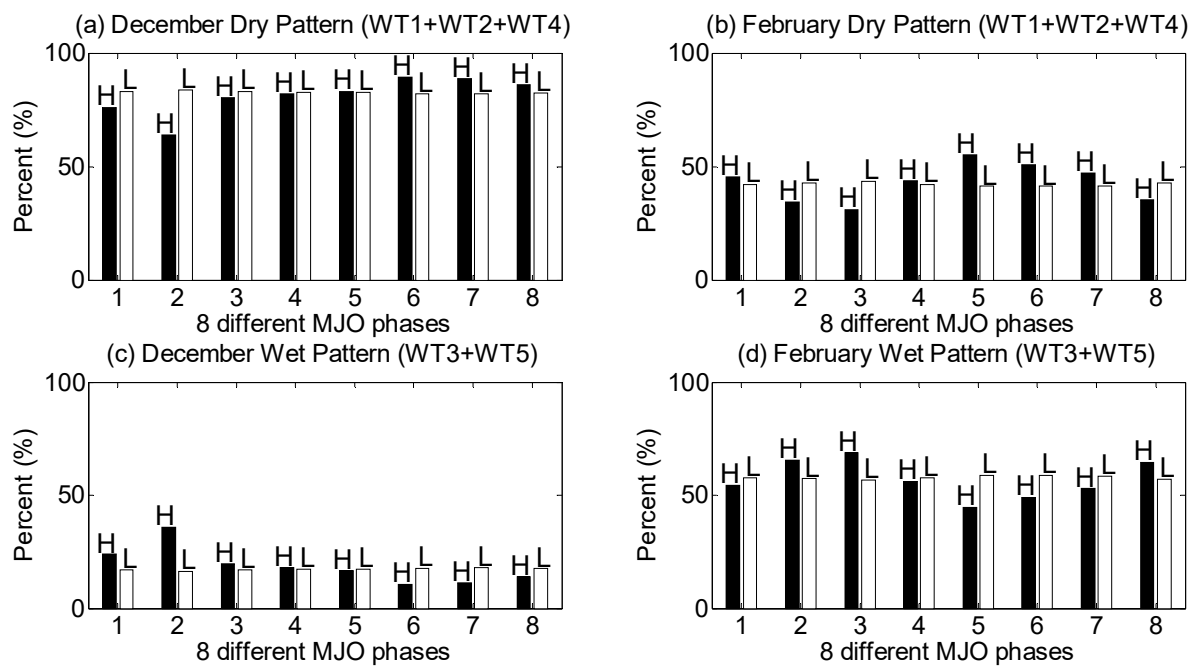 (a) December Dry Pattern (WT1+WT2+WT4)
Percent (%)
100
50
0
H L H L H L H L H L H L H L H L
1 2 3 4 5 6 7 8
8 different MJO phases
(b) February Dry Pattern (WT1+WT2+WT4)
Percent (%)
100
50
0
H L H L H L H L H L H L H L H L
1 2 3 4 5 6 7 8
8 different MJO phases
(c) December Wet Pattern (WT3+WT5)
Percent (%)
100
50
0
H L H L H L H L H L H L H L H L
1 2 3 4 5 6 7 8
8 different MJO phases
(d) February Wet Pattern (WT3+WT5)
Percent (%)
100
50
0
H L H L H L H L H L H L H L H L
1 2 3 4 5 6 7 8
8 different MJO phases